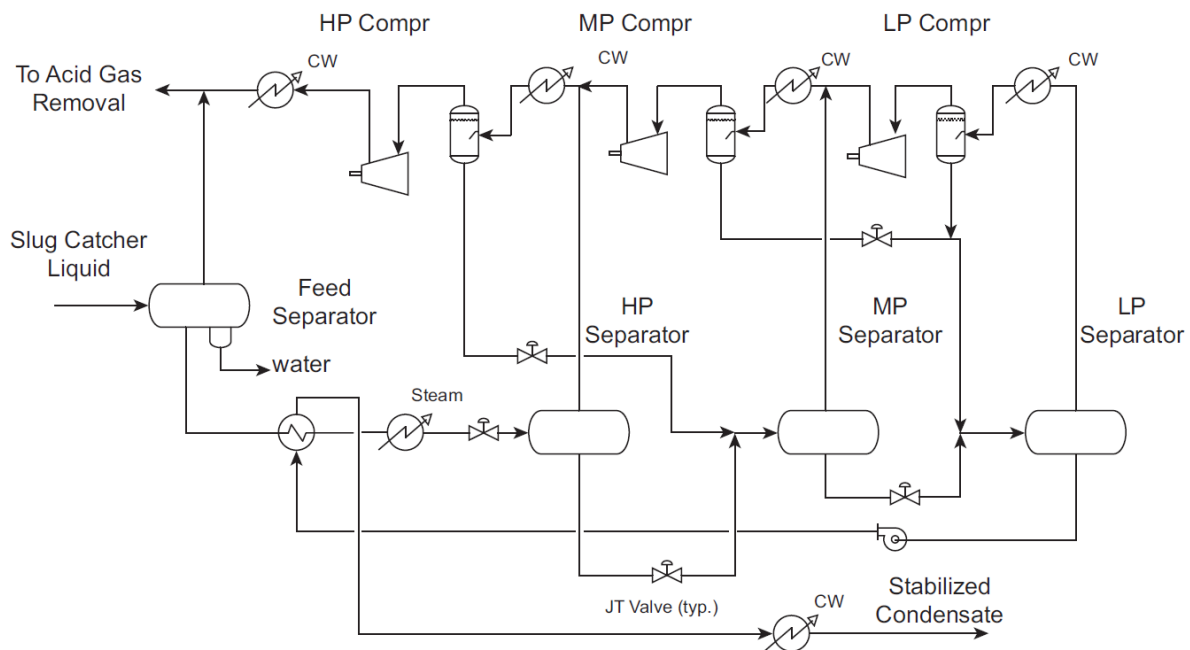 HP Compr
MP Compr
LP Compr
CW
CW
CW
To Acid Gas
Removal
Slug Catcher
Liquid
Feed
Separator
water
HP
Separator
MP
Separator
LP
Separator
Steam
JT Valve (typ.)
CW
Stabilized
Condensate